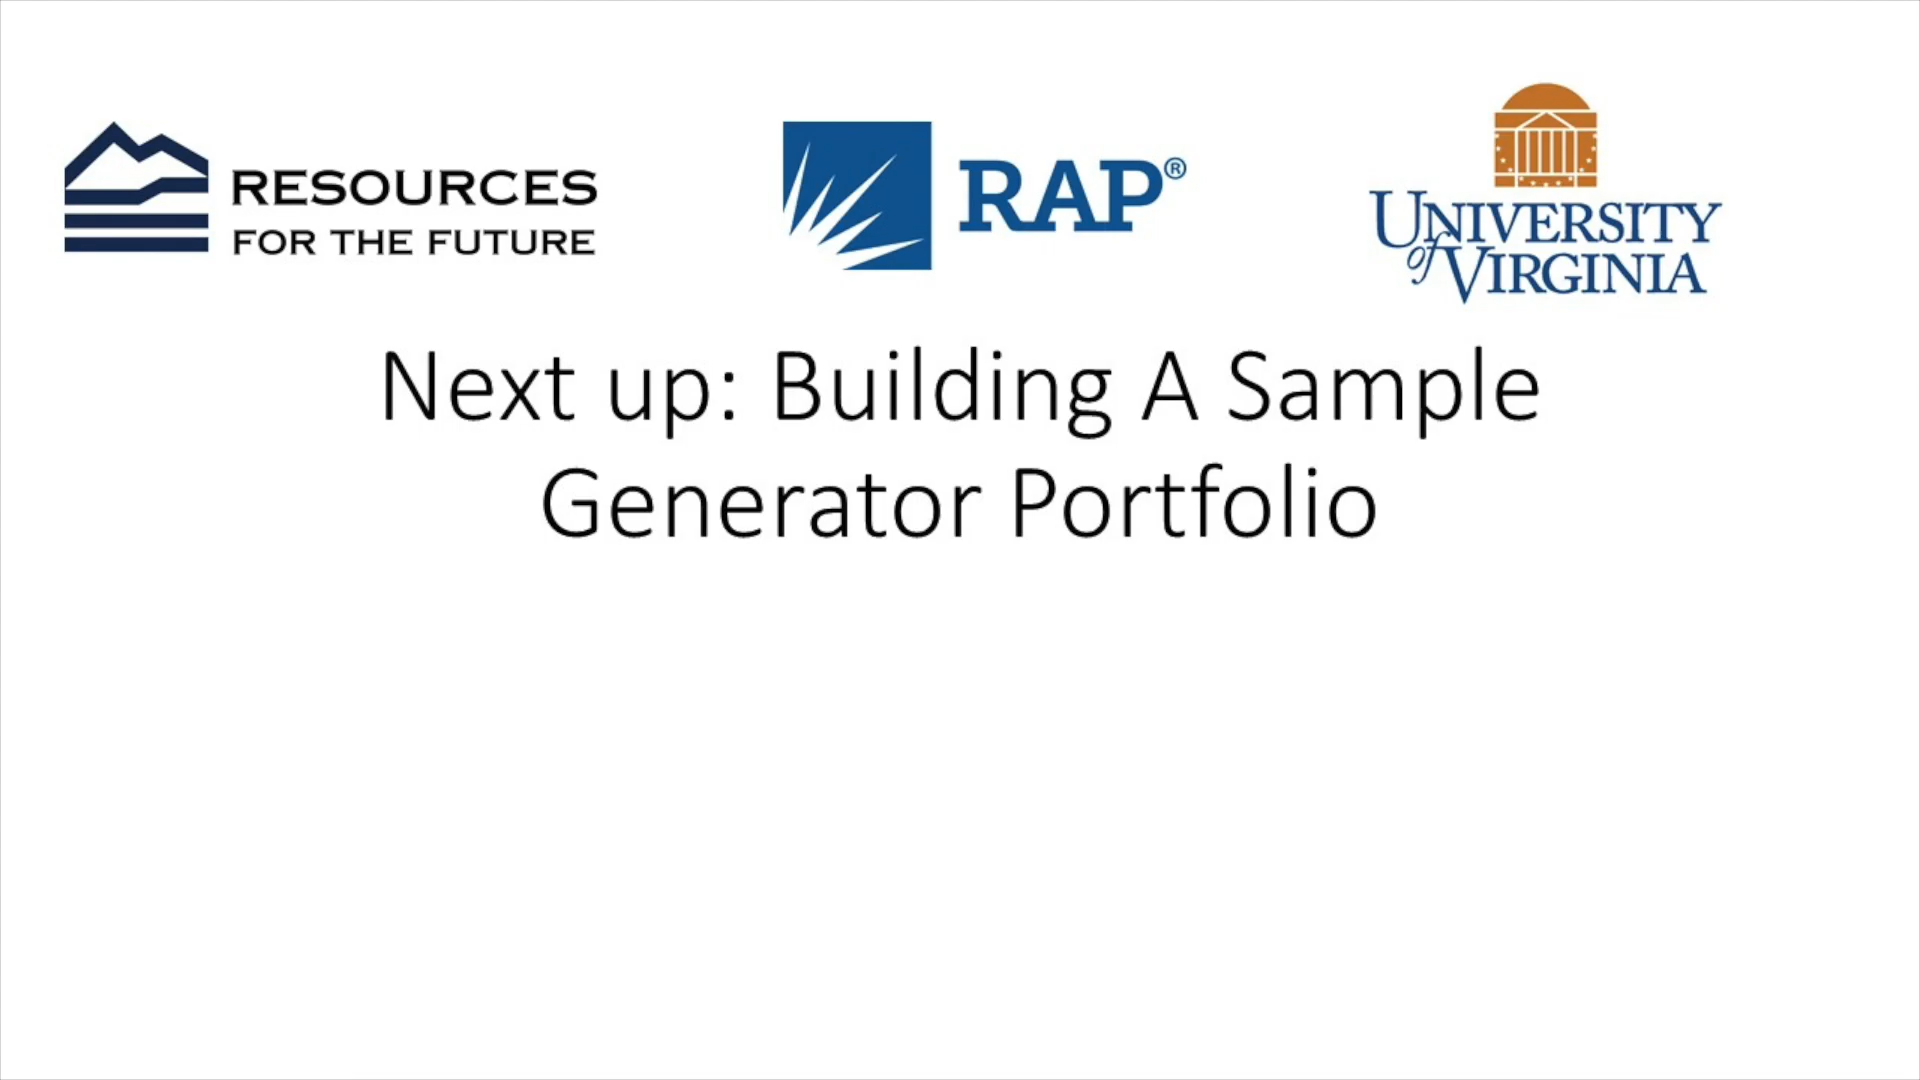 RESOURCES
FOR THE FUTURE
RAP®
UNIVERSITY
of VIRGINIA
Next up: Building A Sample
Generator Portfolio